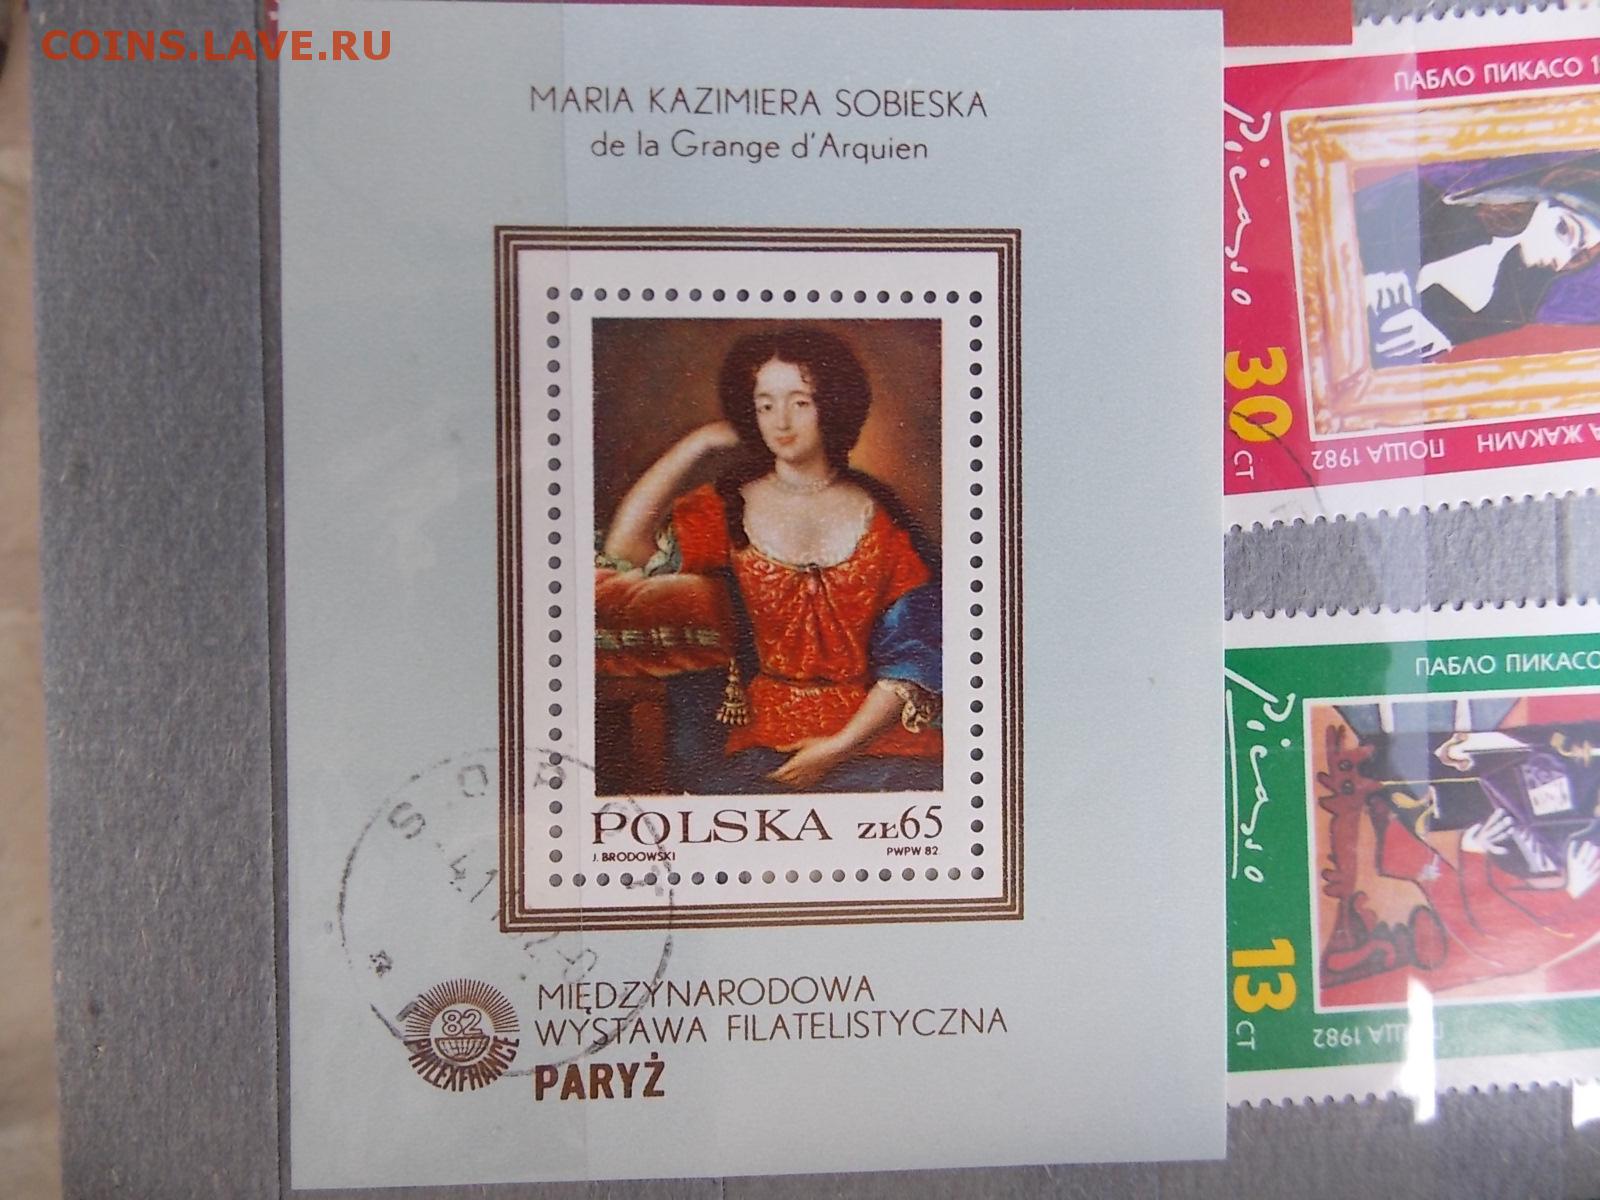 COINS.LAVE.RU
MARIA KAZIMIERA SOBIESKA
de la Grange d'Arquien
POLSKA ZŁ65
J. BRODOWSKI PWPW 82.
82
PHILEXFRANCE
MIĘDZYNARODOWA
WYSTAWA FILATELISTYCZNA
PARYŻ
ПАБЛО ПИКАСО
Picasso
30 СТ
ЖАКЛИН
ПОЩА 1982
ПАБЛО ПИКАСО
Picasso
13 СТ
ПОЩА 1982